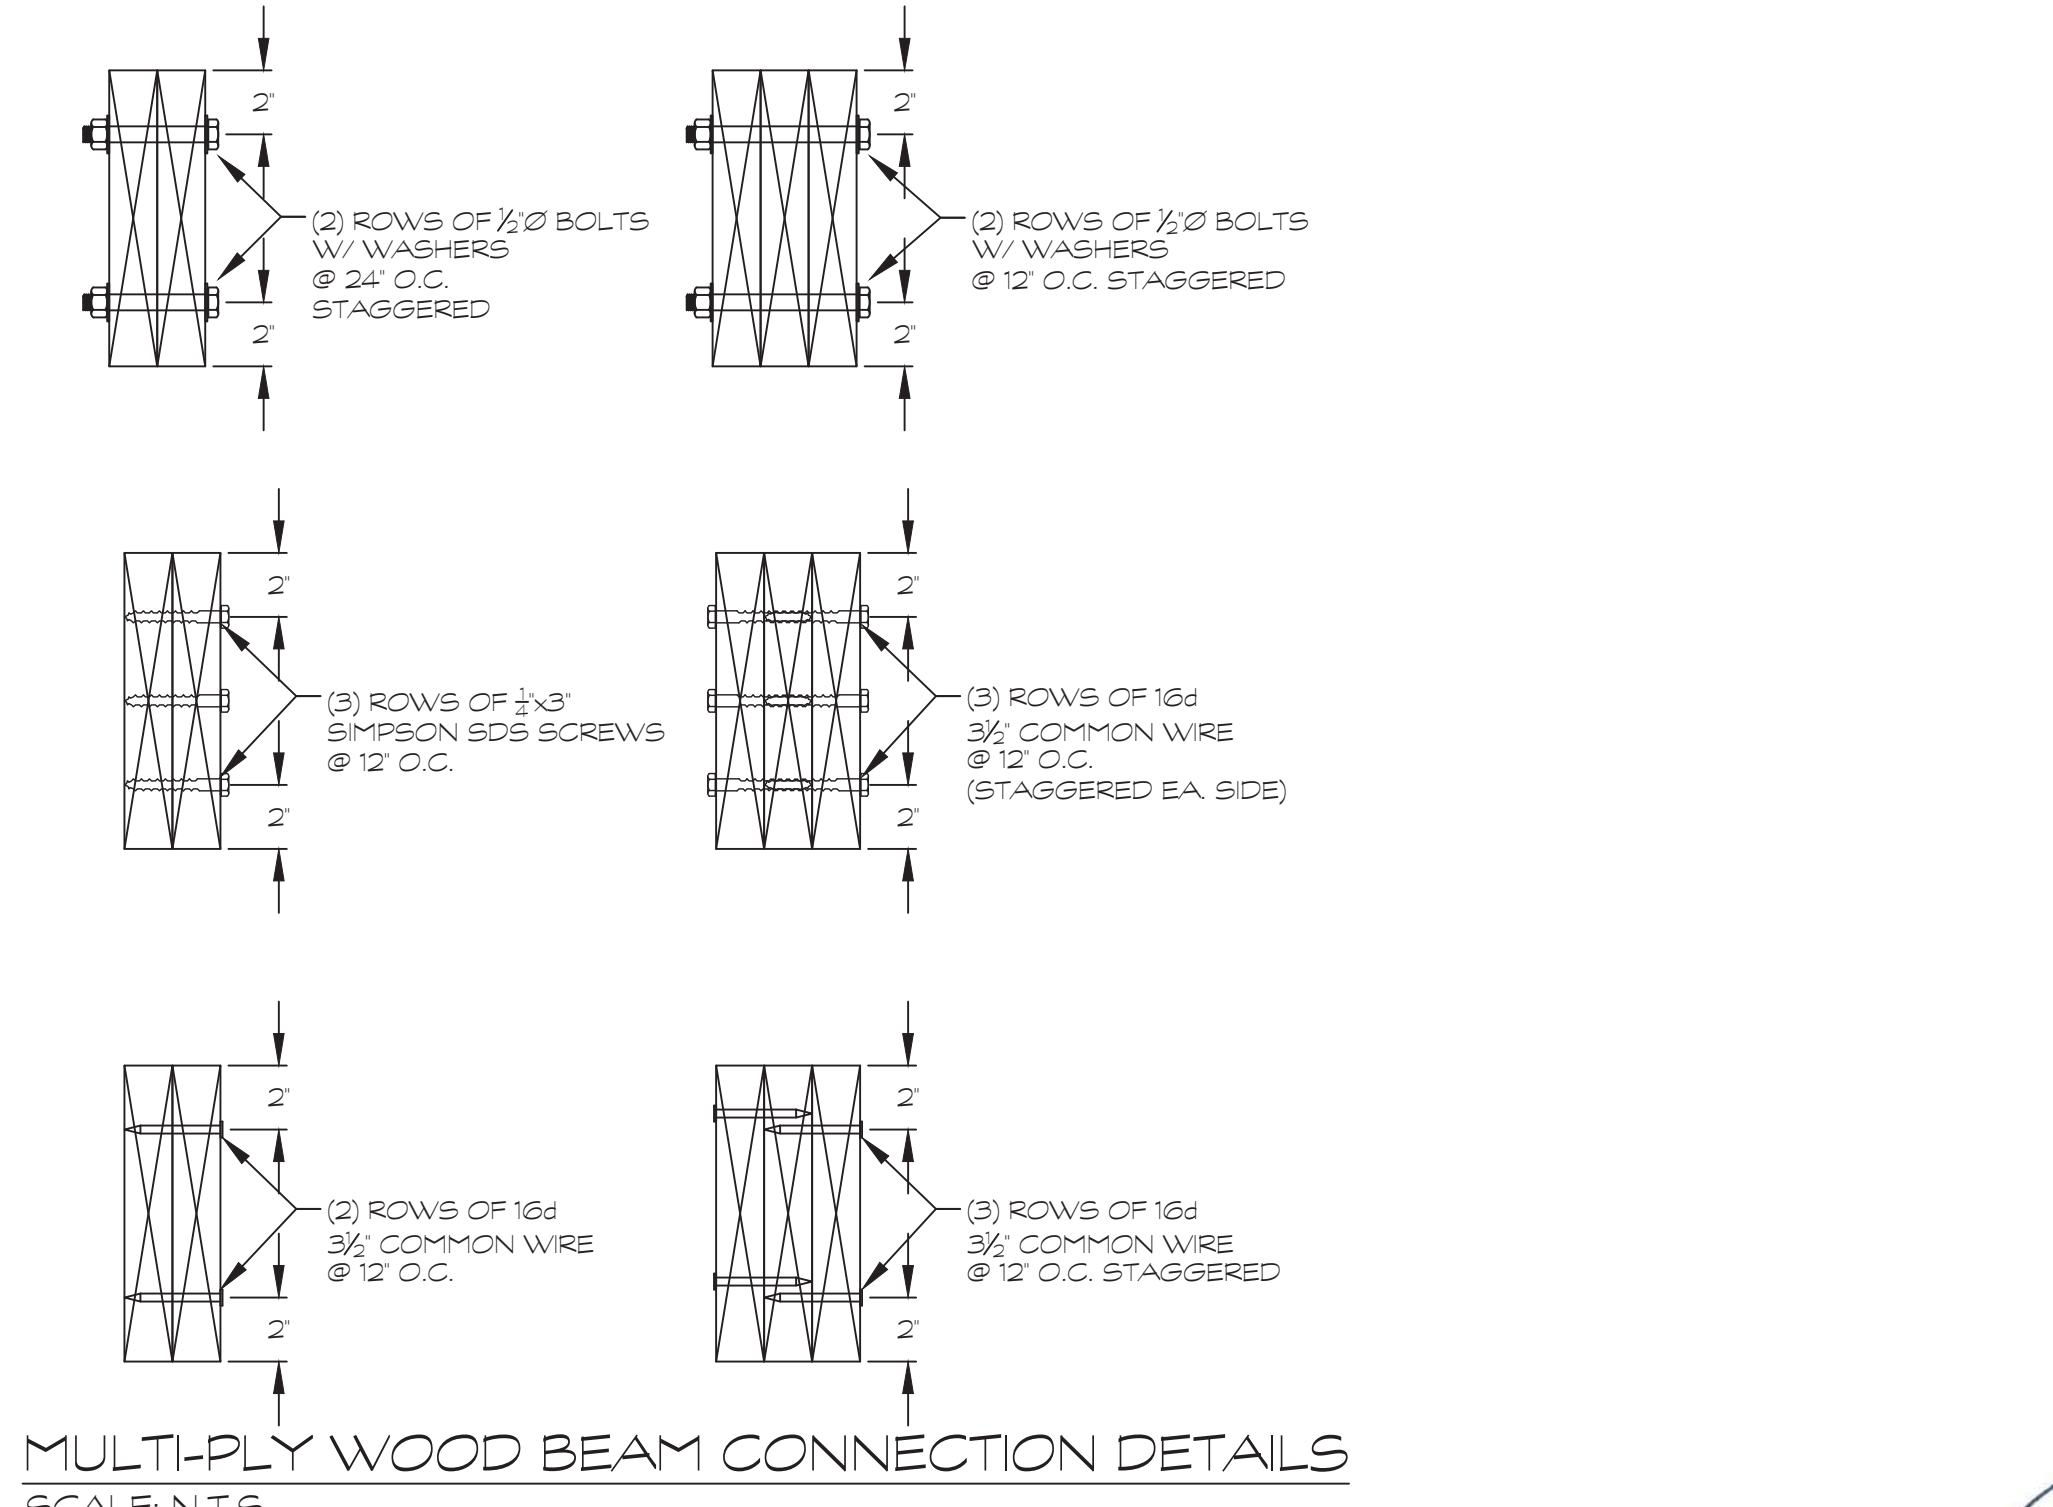 2"
(2) ROWS OF ½"Ø BOLTS
W/ WASHERS
@ 24" O.C.
STAGGERED
2"
2"
(2) ROWS OF ½"Ø BOLTS
W/ WASHERS
@ 12" O.C. STAGGERED
2"
2"
(3) ROWS OF ¼"x3"
SIMPSON SDS SCREWS
@ 12" O.C.
2"
2"
(3) ROWS OF 16d
3½" COMMON WIRE
@ 12" O.C.
(STAGGERED EA. SIDE)
2"
2"
(2) ROWS OF 16d
3½" COMMON WIRE
@ 12" O.C.
2"
2"
(3) ROWS OF 16d
3½" COMMON WIRE
@ 12" O.C. STAGGERED
2"
MULTI-PLY WOOD BEAM CONNECTION DETAILS
SCALE: N.T.S.